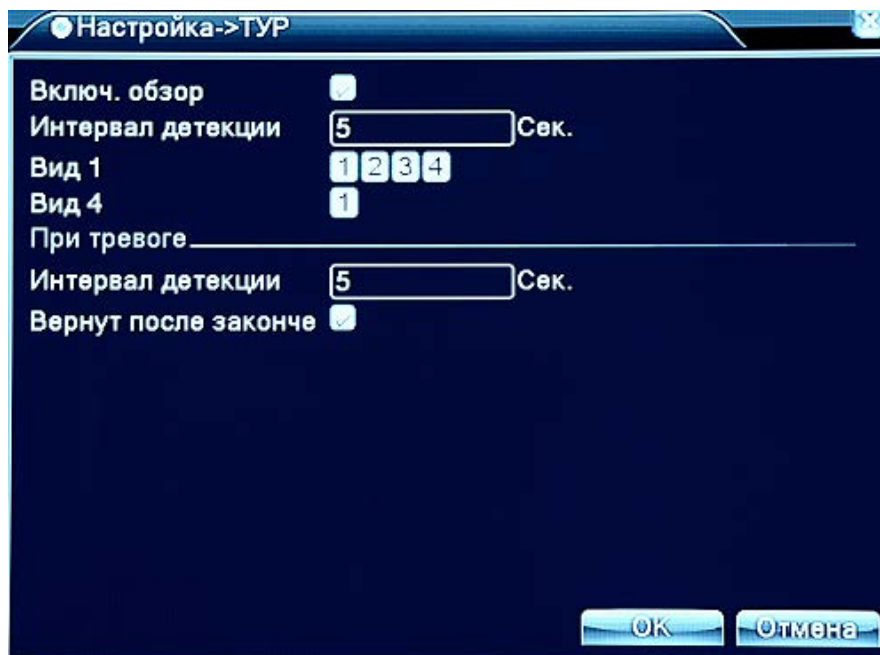 Настройка->ТУР
Включ. обзор
Интервал детекции 5 Сек.
Вид 1 1 2 3 4
Вид 4 1
При тревоге
Интервал детекции 5 Сек.
Вернут после законче
OK Отмена